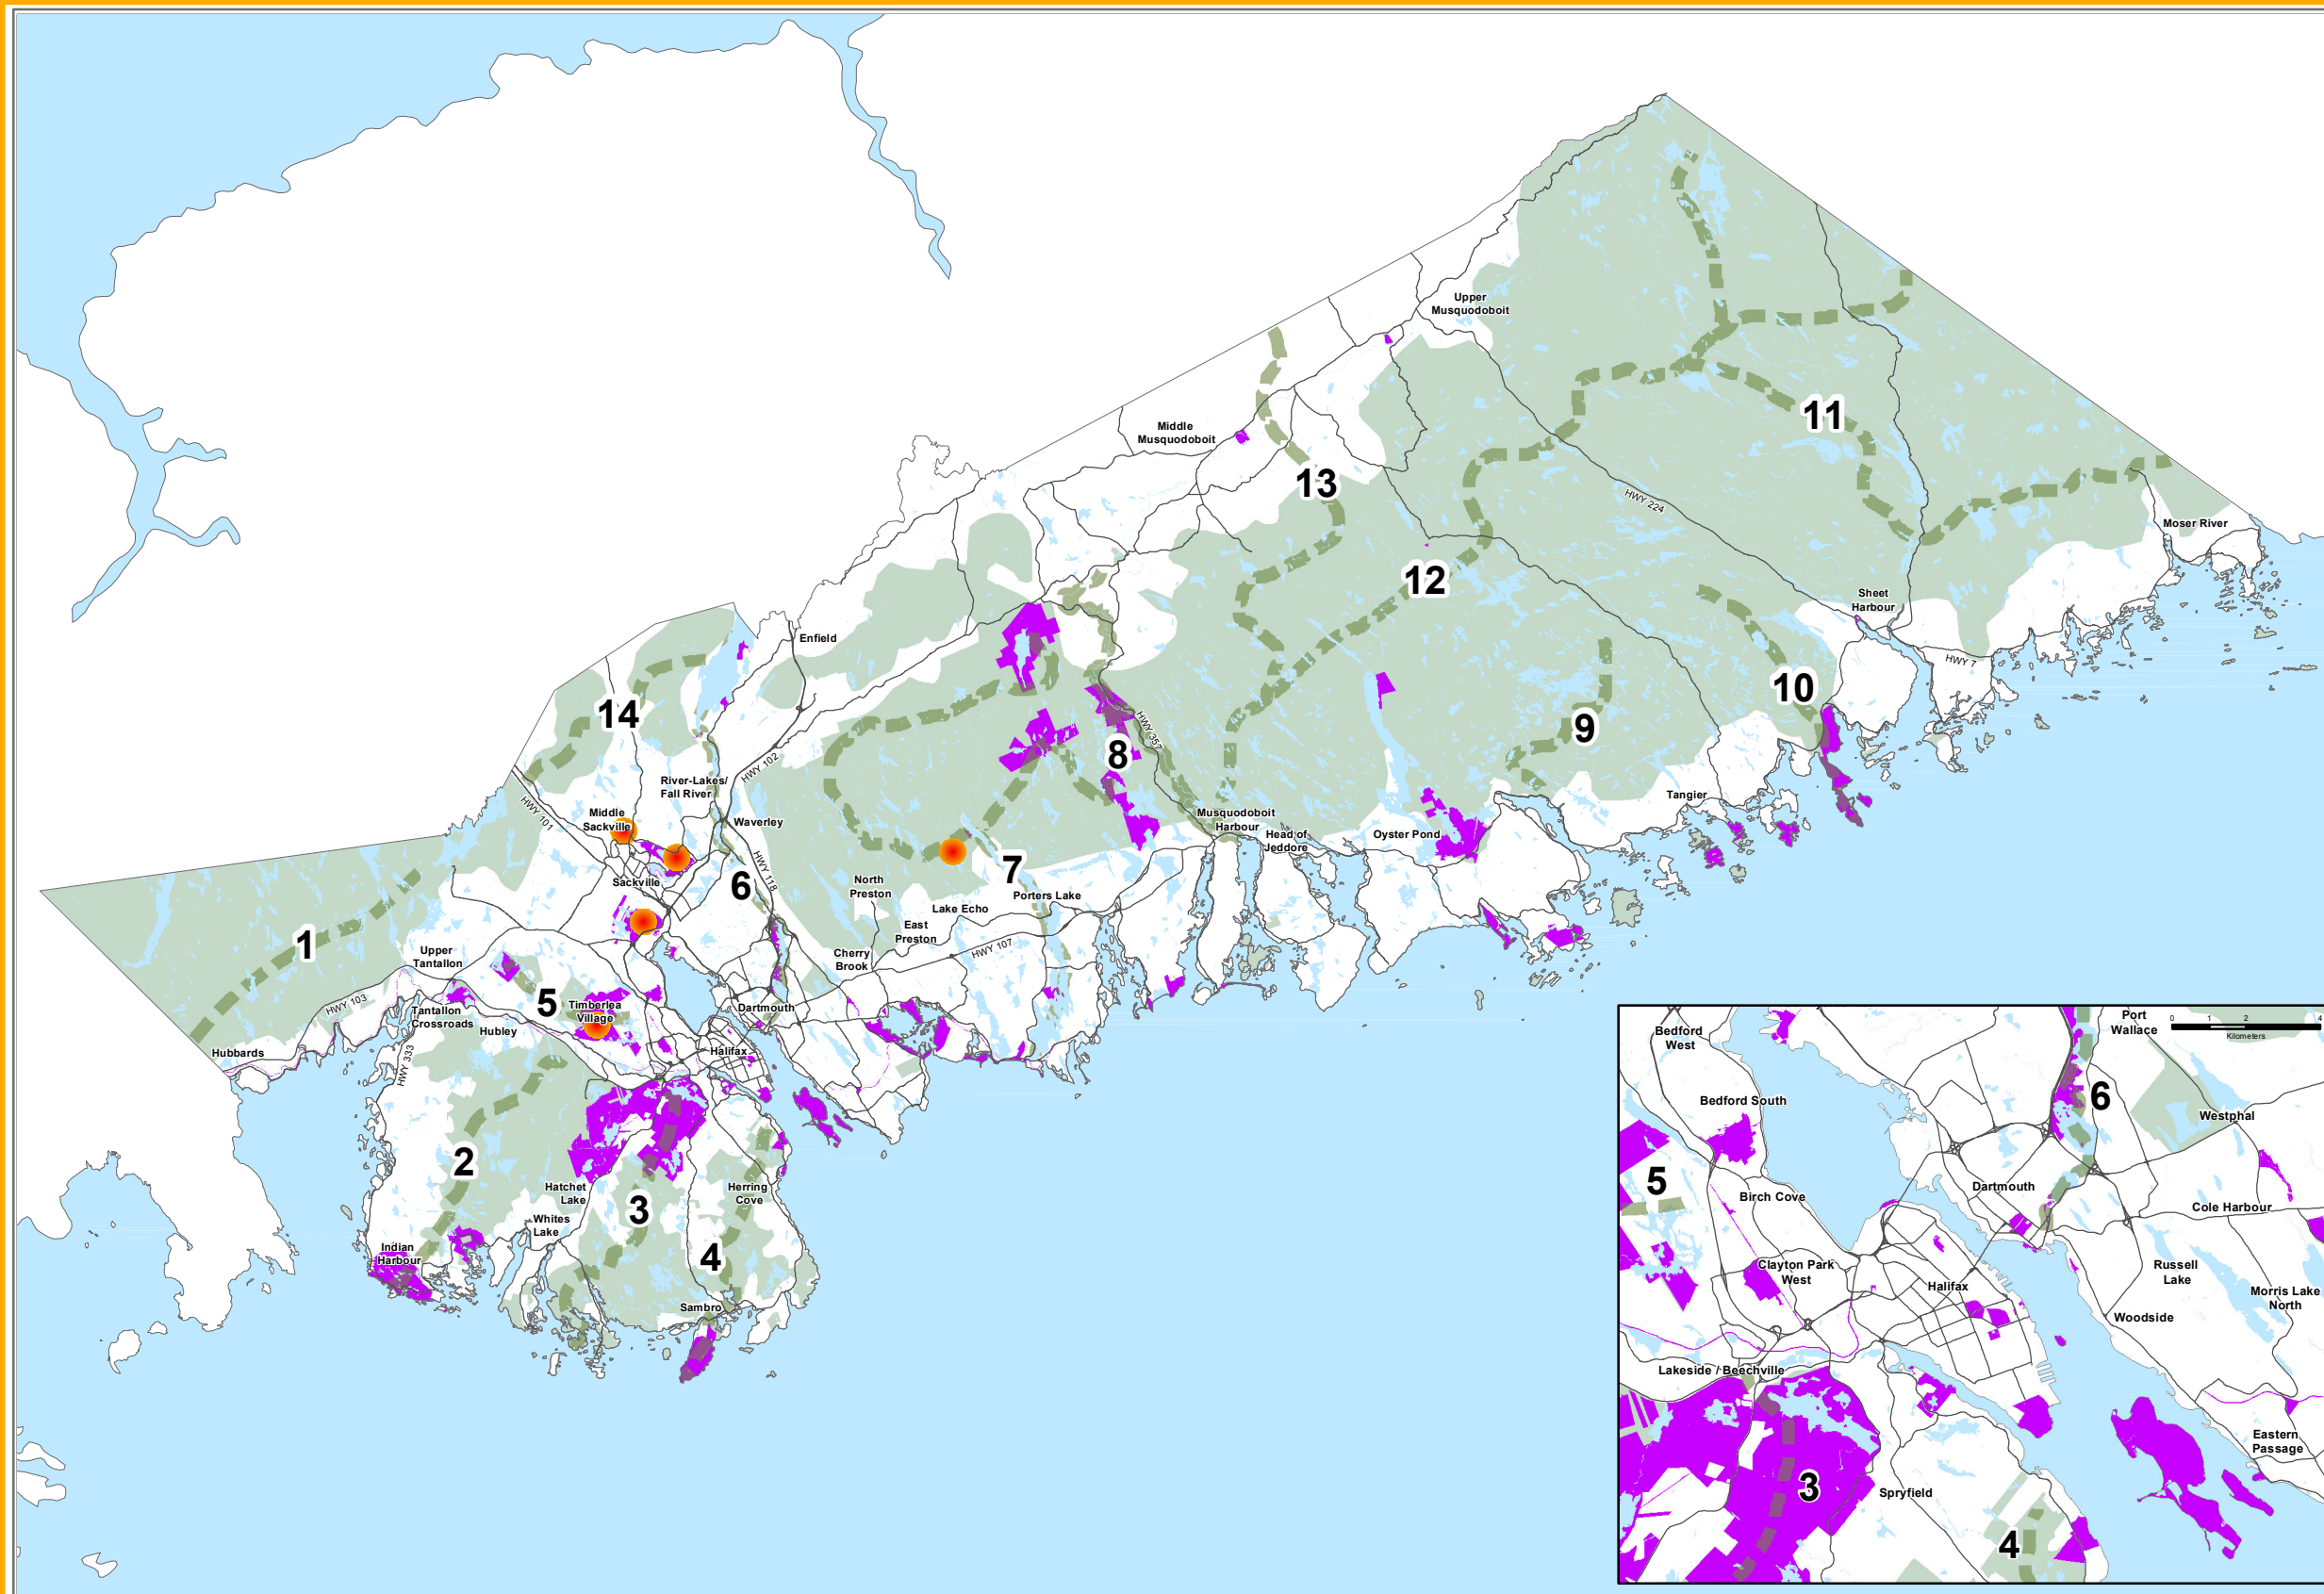 Upper
Musquodoboit
11
Middle
Musquodoboit
13
HWY 224
Moser River
12
Sheet
Harbour
Enfield
HWY 7
10
14
HWY 357
9
8
HWY 102
River-Lakes/
Fall River
Tangier
HWY 101
Middle
Sackville
Waverley
Musquodoboit
Harbour
Head of
Jeddore
Oyster Pond
HWY 118
7
Sackville
6
North
Preston
Porters Lake
Lake Echo
East
Preston
1
Upper
Tantallon
Cherry
Brook
HWY 107
HWY 103
5
Timberlea
Village
Tantallon
Crossroads
Hubley
Dartmouth
Hubbards
HWY 333
Halifax
2
Hatchet
Lake
3
Herring
Cove
Whites
Lake
Indian
Harbour
4
Sambro
Bedford
West
Port
Wallace
0 1 2 4
Kilometers
Bedford South
6
Westphal
5
Birch Cove
Dartmouth
Cole Harbour
Clayton Park
West
Halifax
Russell
Lake
Morris Lake
North
Woodside
Lakeside / Beechville
Eastern
Passage
3
Spryfield
4